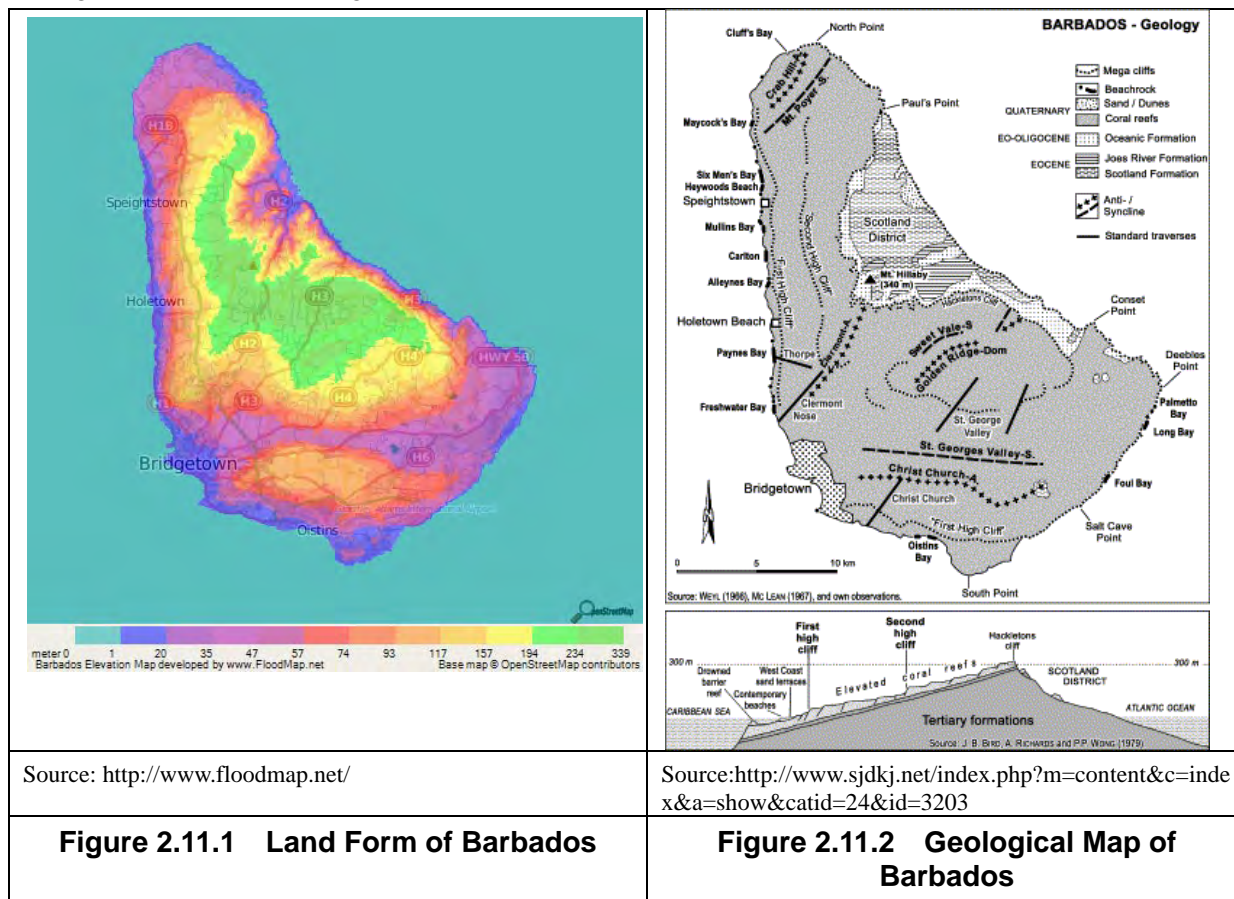 H1B
H2
Speightstown
H3
H3
Holetown
H2
H4
HWY 50
H1
H3
H4
Bridgetown
H6
Oistins
OpenStreetMap
meter 0 1 20 35 47 57 74 93 117 157 194 234 339
Barbados Elevation Map developed by www.FloodMap.net Base map © OpenStreetMap contributors
BARBADOS - Geology
Cluff's Bay
North Point
Crab Hill-A.
Mt. Poyer -S.
Paul's Point
Maycock's Bay
Six Men's Bay
Heywoods Beach
Speightstown
Mullins Bay
Carlton
Alleynes Bay
Holetown Beach
Paynes Bay
Freshwater Bay
"First High Cliff"
"Second High Cliff"
Scotland
District
Mt. Hillaby
(340 m)
Hackletons Cliff
Conset
Point
Deebles
Point
Palmetto
Bay
Long Bay
Foul Bay
Salt Cave
Point
Thorpe
Clermont-A.
Clermont
Nose
Sweet Vale-S
Golden Ridge-Dom
St. George
Valley
St. Georges Valley-S.
Christ Church-A.
Christ Church
Bridgetown
"First High Cliff"
Oistins
Bay
South Point
Mega cliffs
Beachrock
QUATERNARY
Sand / Dunes
Coral reefs
EO-OLIGOCENE
Oceanic Formation
EOCENE
Joes River Formation
Scotland Formation
Anti- /
Syncline
Standard traverses
0 5 10 km
Source: WEYL (1966), MC LEAN (1967), and own observations.
First
high
cliff
Second
high
cliff
Hackletons
cliff
300 m
300 m
Drowned
barrier
reef
West Coast
sand terraces
Contemporary
beaches
Elevated coral reefs
SCOTLAND
DISTRICT
CARIBBEAN SEA
ATLANTIC OCEAN
Tertiary formations
Source: J. B. BIRD, A. RICHARDS and P.P. WONG (1979)
Source: http://www.floodmap.net/
Source:http://www.sjdkj.net/index.php?m=content&c=inde
x&a=show&catid=24&id=3203
Figure 2.11.1 Land Form of Barbados
Figure 2.11.2 Geological Map of
Barbados